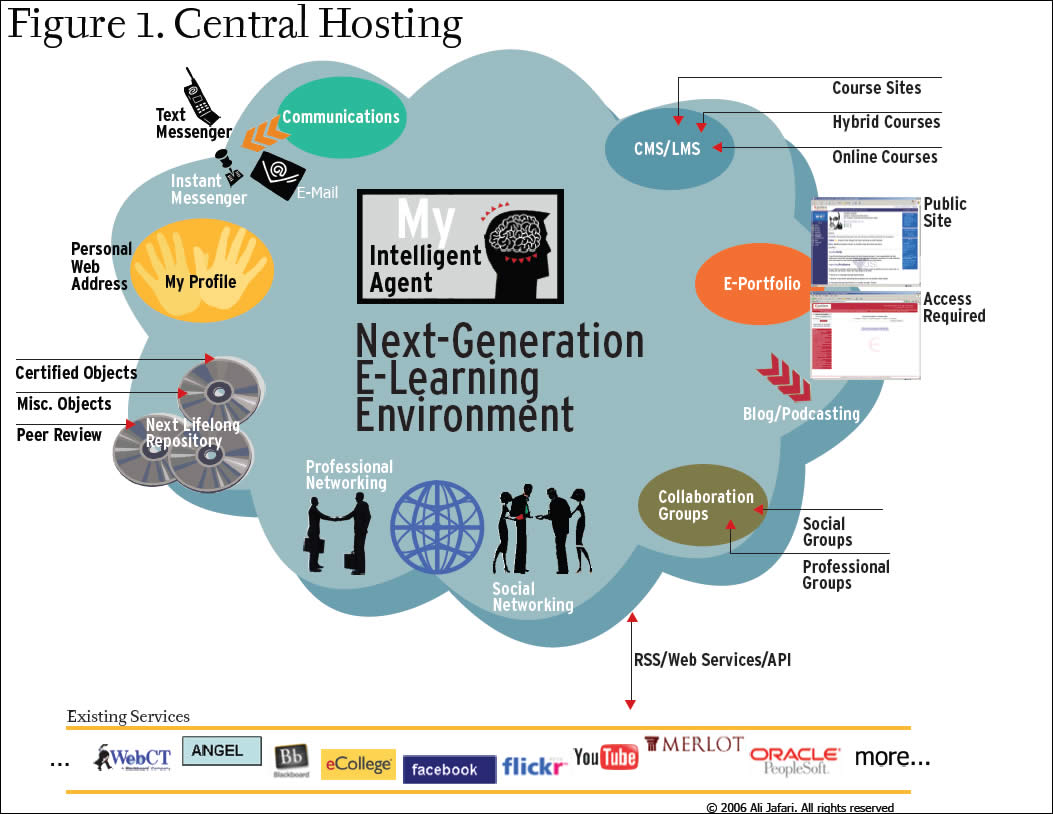 Figure 1. Central Hosting
Text
Messenger
Communications
Instant
Messenger
E-Mail
CMS/LMS
Course Sites
Hybrid Courses
Online Courses
My
Intelligent
Agent
Personal
Web
Address
My Profile
E-Portfolio
Public
Site
Access
Required
Next-Generation
E-Learning
Environment
Certified Objects
Misc. Objects
Peer Review
Next Lifelong
Repository
Blog/Podcasting
Professional
Networking
Social
Networking
Collaboration
Groups
Social
Groups
Professional
Groups
RSS/Web Services/API
Existing Services
...
WebCT
ANGEL
Bb
Blackboard
eCollege
facebook
flickr
YouTube
MERLOT
ORACLE
PeopleSoft.
more...
© 2006 Ali Jafari. All rights reserved